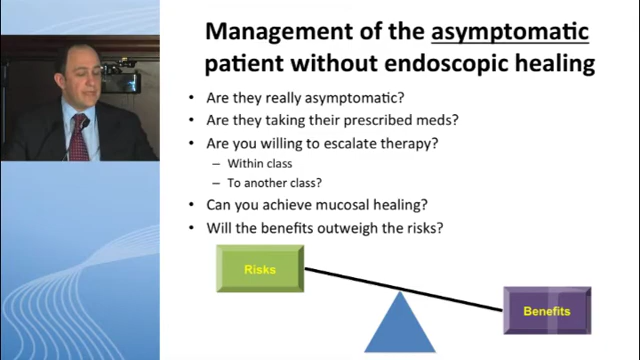 Management of the asymptomatic
patient without endoscopic healing
• Are they really asymptomatic?
• Are they taking their prescribed meds?
• Are you willing to escalate therapy?
– Within class
– To another class?
• Can you achieve mucosal healing?
• Will the benefits outweigh the risks?
Risks
Benefits